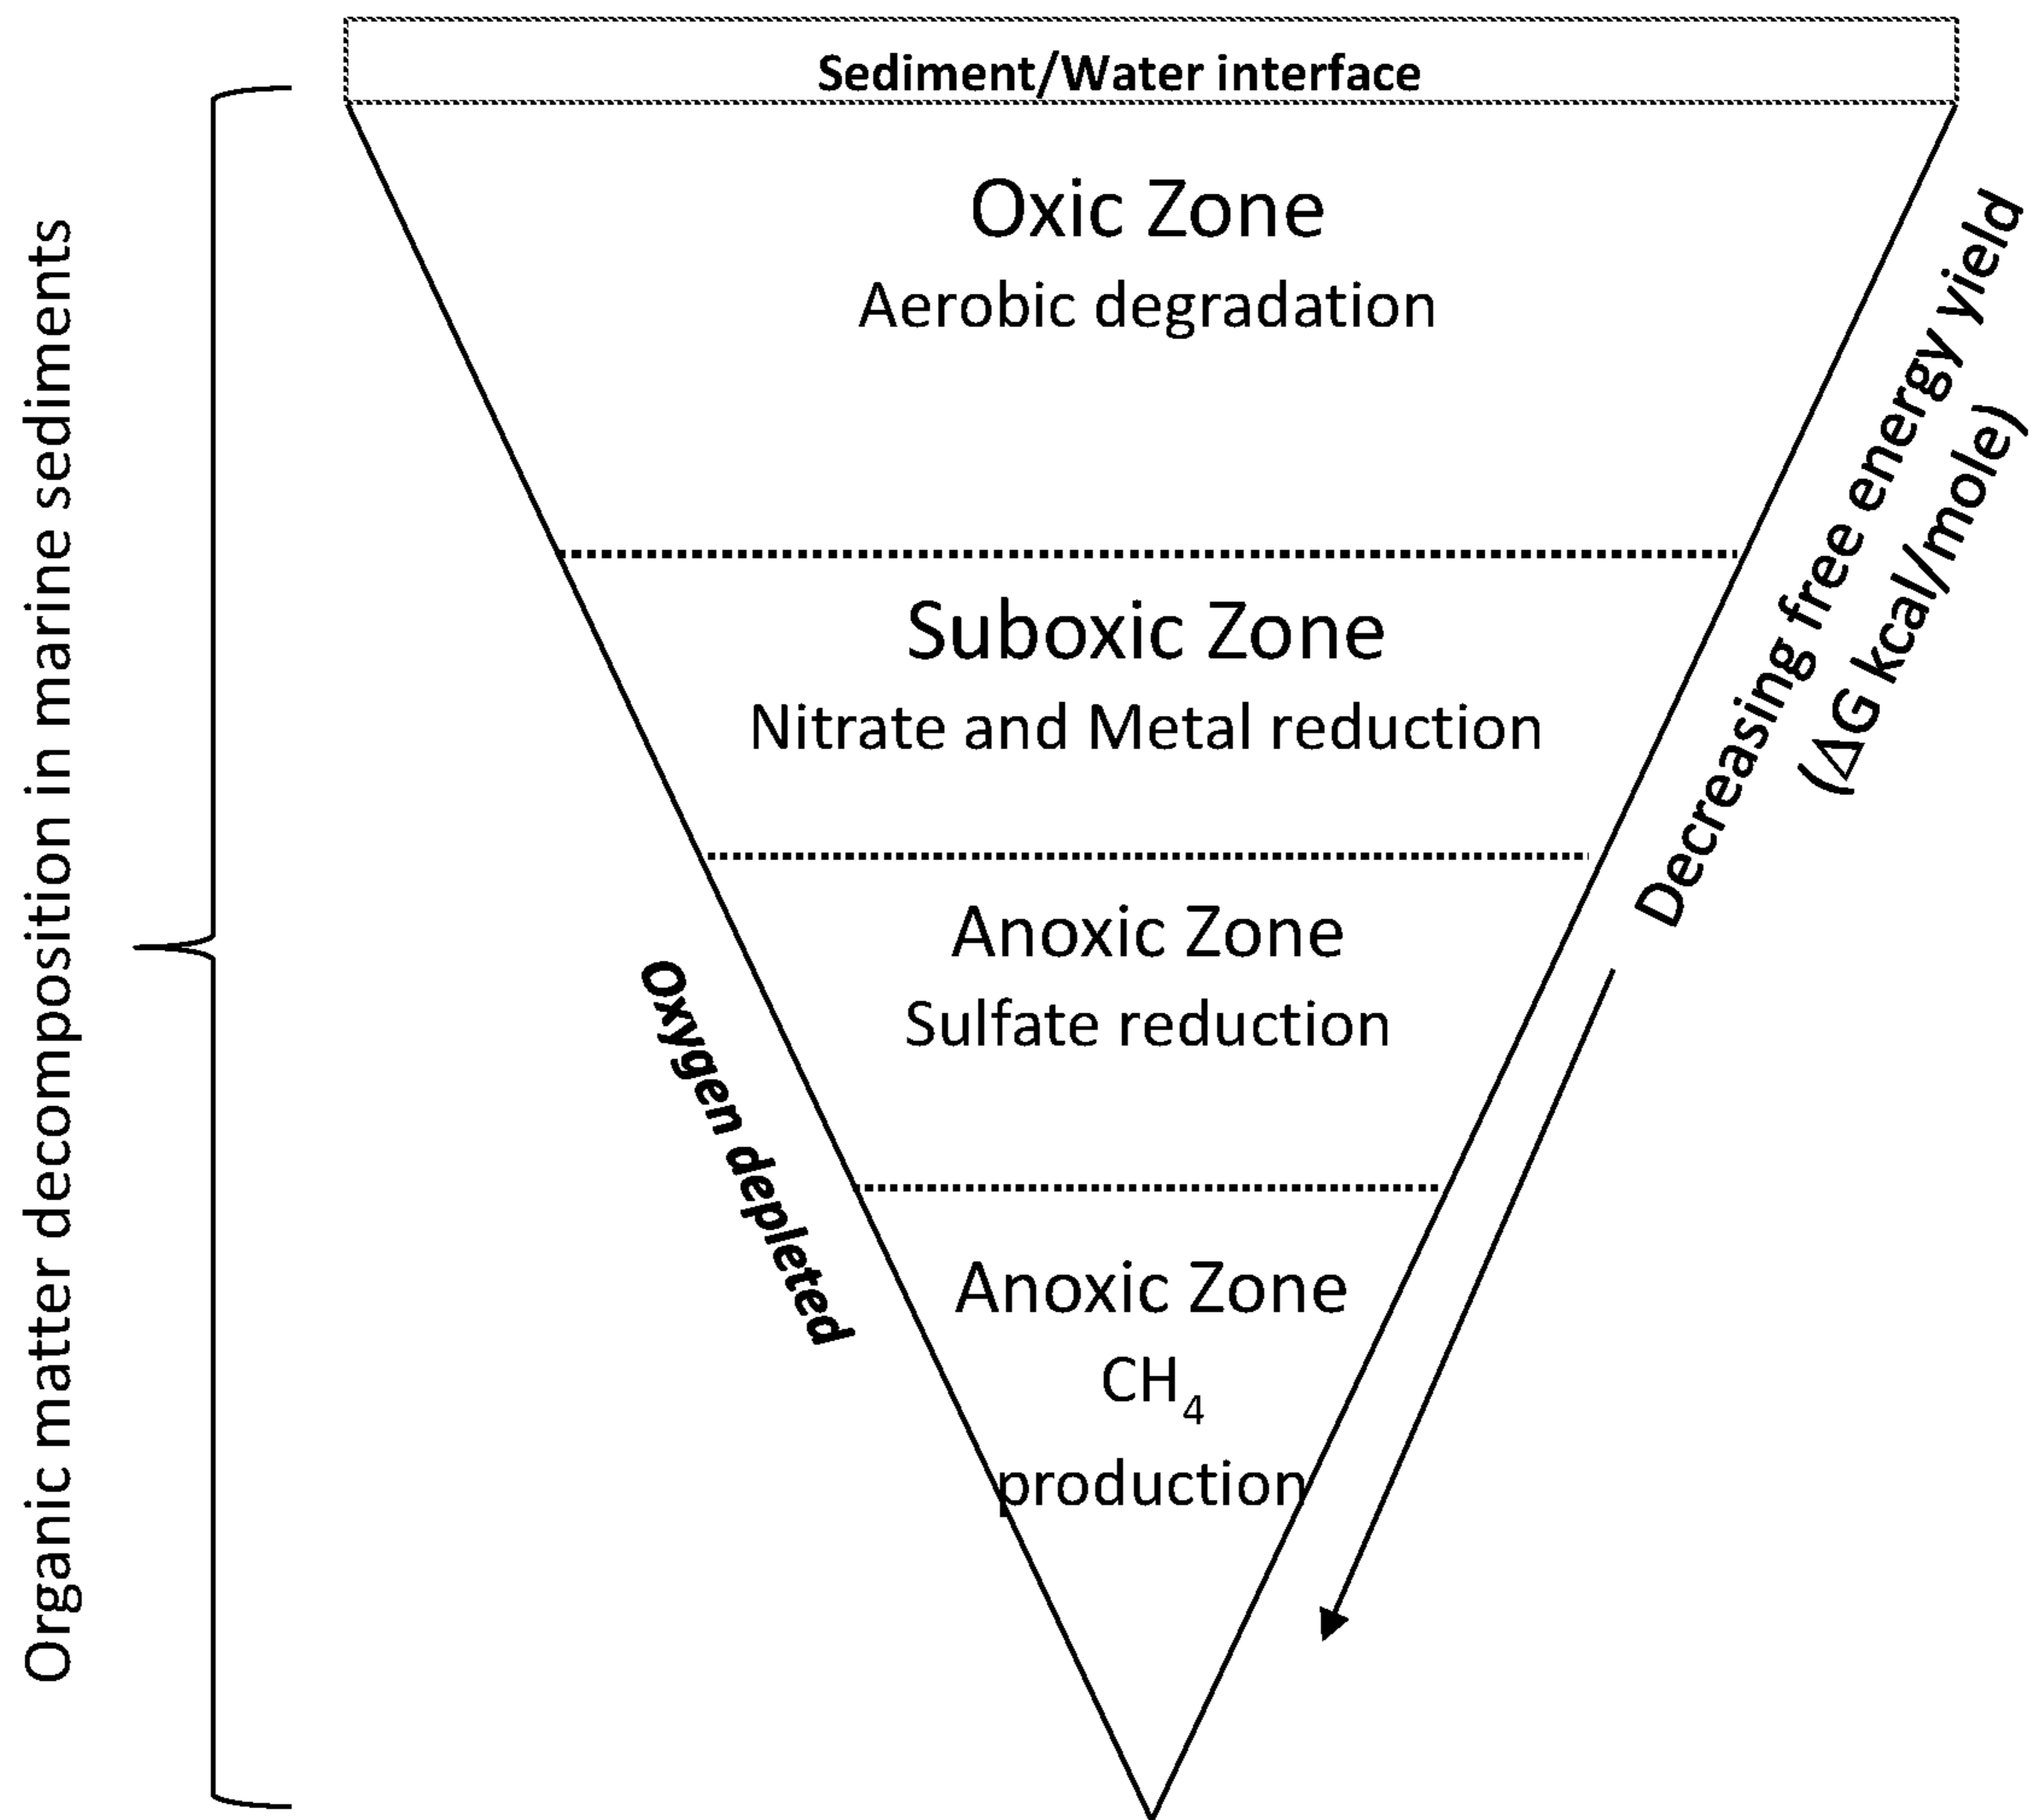 Sediment/Water interface
Organic matter decomposition in marine sediments
Oxic Zone
Aerobic degradation
Decreasing free energy yield
(ΔG kcal/mole)
Suboxic Zone
Nitrate and Metal reduction
Anoxic Zone
Sulfate reduction
Oxygen depleted
Anoxic Zone
CH₄
production